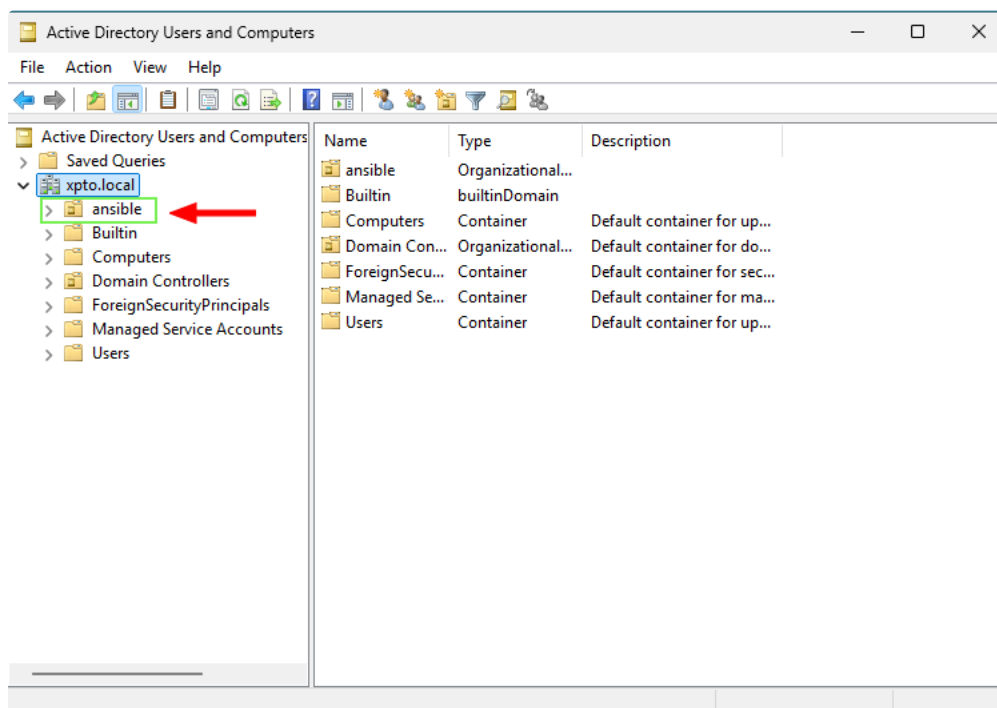 Active Directory Users and Computers
File Action View Help
Active Directory Users and Computers
Saved Queries
xpto.local
ansible
Builtin
Computers
Domain Controllers
ForeignSecurityPrincipals
Managed Service Accounts
Users
Name Type Description
ansible Organizational...
Builtin builtinDomain
Computers Container Default container for up...
Domain Con... Organizational... Default container for do...
ForeignSecu... Container Default container for sec...
Managed Se... Container Default container for ma...
Users Container Default container for up...